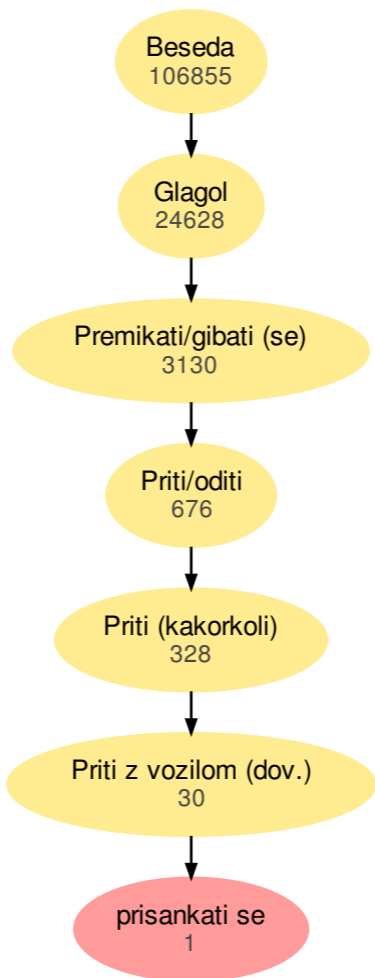 Beseda
106855
Glagol
24628
Premikati/gibati (se)
3130
Priti/oditi
676
Priti (kakorkoli)
328
Priti z vozilom (dov.)
30
prisankati se
1